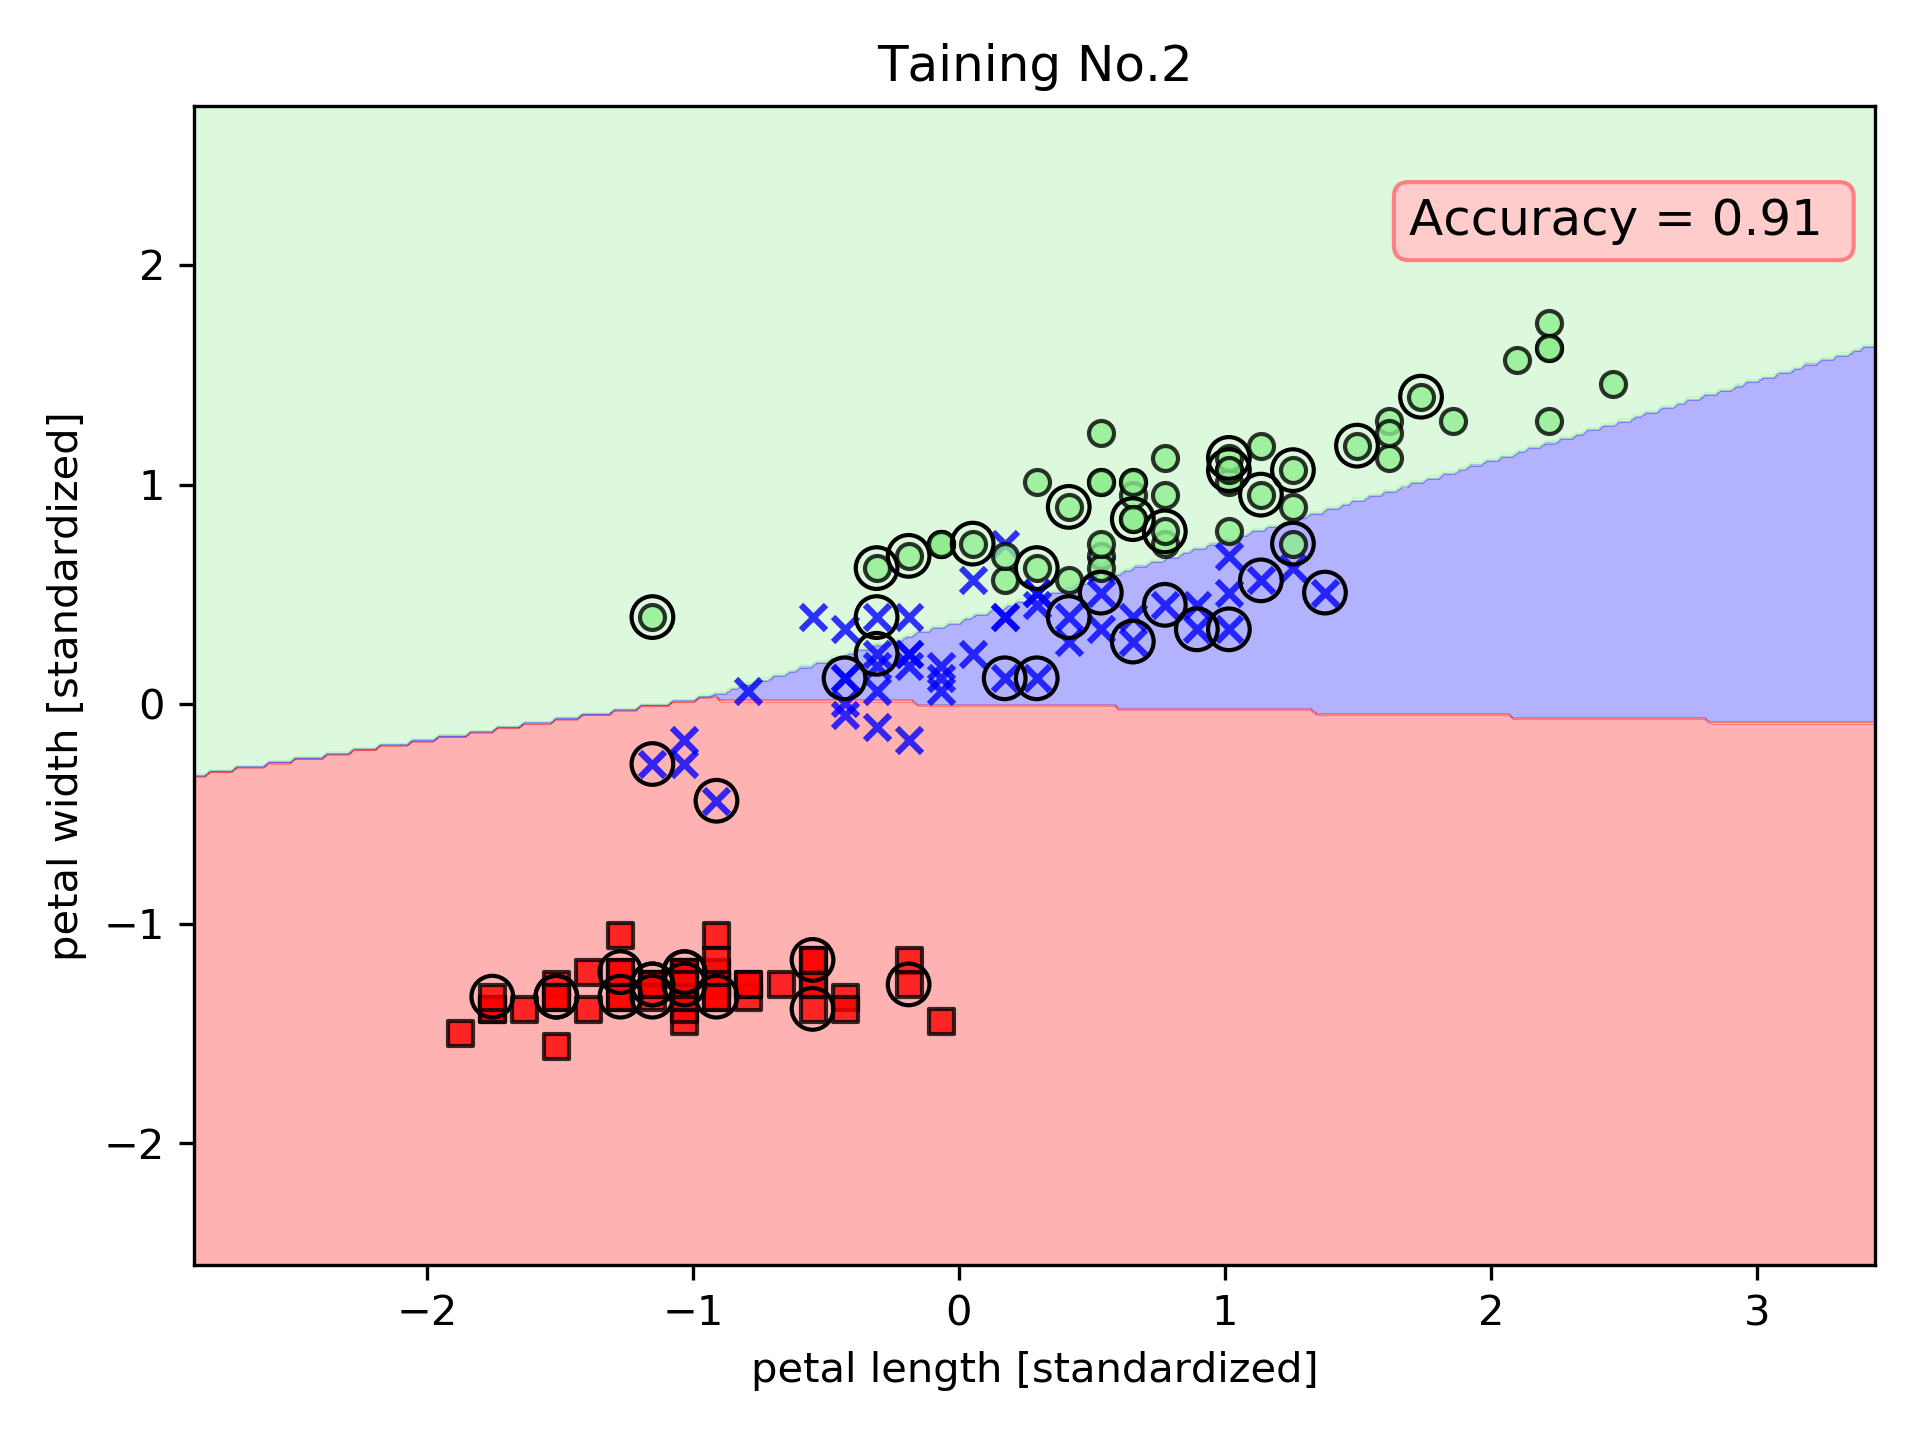 Taining No.2
Accuracy = 0.91
petal width [standardized]
2
1
0
−1
−2
−2
−1
0
1
2
3
petal length [standardized]